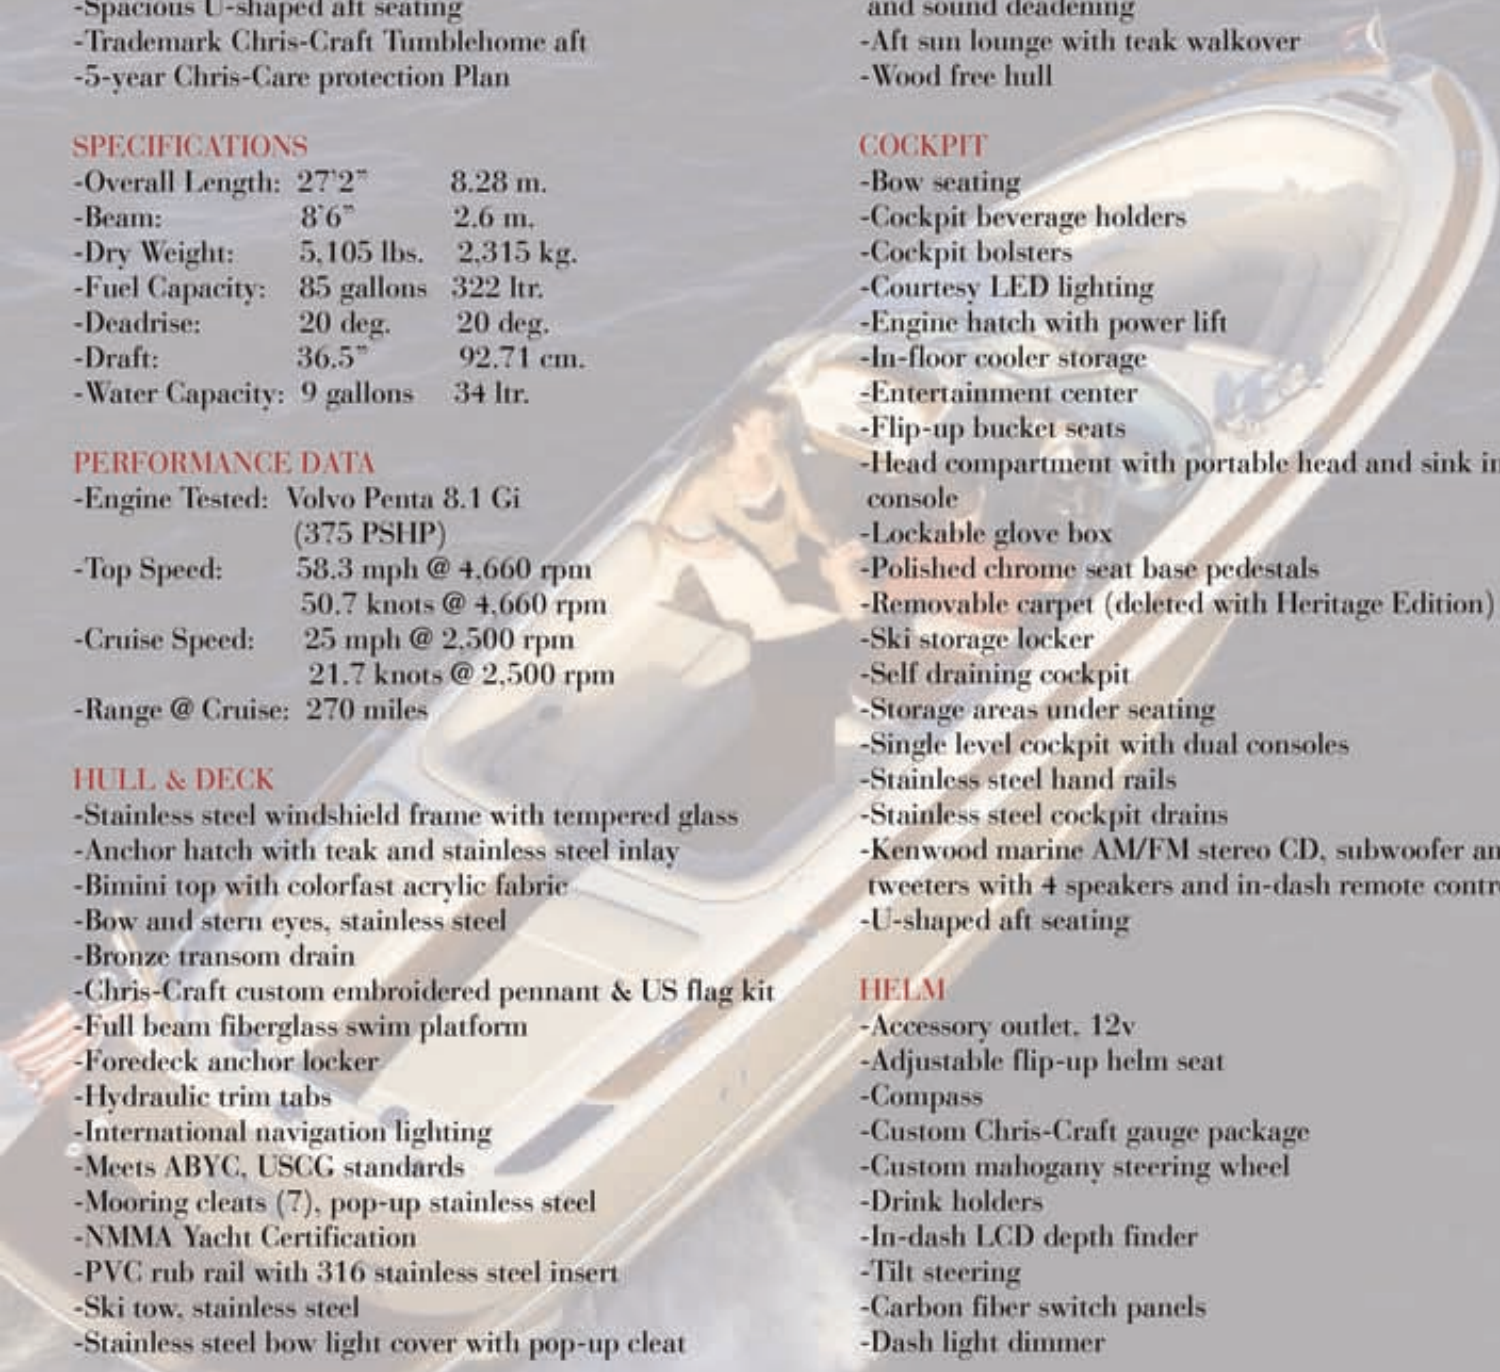 -Spacious U-shaped aft seating
-Trademark Chris-Craft Tumblehome aft
-5-year Chris-Care protection Plan
SPECIFICATIONS
-Overall Length: 27'2" 8.28 m.
-Beam: 8'6" 2.6 m.
-Dry Weight: 5,105 lbs. 2,315 kg.
-Fuel Capacity: 85 gallons 322 ltr.
-Deadrise: 20 deg. 20 deg.
-Draft: 36.5" 92.71 cm.
-Water Capacity: 9 gallons 34 ltr.
PERFORMANCE DATA
-Engine Tested: Volvo Penta 8.1 Gi
(375 PSHP)
-Top Speed: 58.3 mph @ 4,660 rpm
50.7 knots @ 4,660 rpm
-Cruise Speed: 25 mph @ 2,500 rpm
21.7 knots @ 2,500 rpm
-Range @ Cruise: 270 miles
HULL & DECK
-Stainless steel windshield frame with tempered glass
-Anchor hatch with teak and stainless steel inlay
-Bimini top with colorfast acrylic fabric
-Bow and stern eyes, stainless steel
-Bronze transom drain
-Chris-Craft custom embroidered pennant & US flag kit
-Full beam fiberglass swim platform
-Foredeck anchor locker
-Hydraulic trim tabs
-International navigation lighting
-Meets ABYC, USCG standards
-Mooring cleats (7), pop-up stainless steel
-NMMA Yacht Certification
-PVC rub rail with 316 stainless steel insert
-Ski tow, stainless steel
-Stainless steel bow light cover with pop-up cleat
and sound deadening
-Aft sun lounge with teak walkover
-Wood free hull
COCKPIT
-Bow seating
-Cockpit beverage holders
-Cockpit bolsters
-Courtesy LED lighting
-Engine hatch with power lift
-In-floor cooler storage
-Entertainment center
-Flip-up bucket seats
-Head compartment with portable head and sink in
console
-Lockable glove box
-Polished chrome seat base pedestals
-Removable carpet (deleted with Heritage Edition)
-Ski storage locker
-Self draining cockpit
-Storage areas under seating
-Single level cockpit with dual consoles
-Stainless steel hand rails
-Stainless steel cockpit drains
-Kenwood marine AM/FM stereo CD, subwoofer an
tweeters with 4 speakers and in-dash remote contr
-U-shaped aft seating
HELM
-Accessory outlet, 12v
-Adjustable flip-up helm seat
-Compass
-Custom Chris-Craft gauge package
-Custom mahogany steering wheel
-Drink holders
-In-dash LCD depth finder
-Tilt steering
-Carbon fiber switch panels
-Dash light dimmer